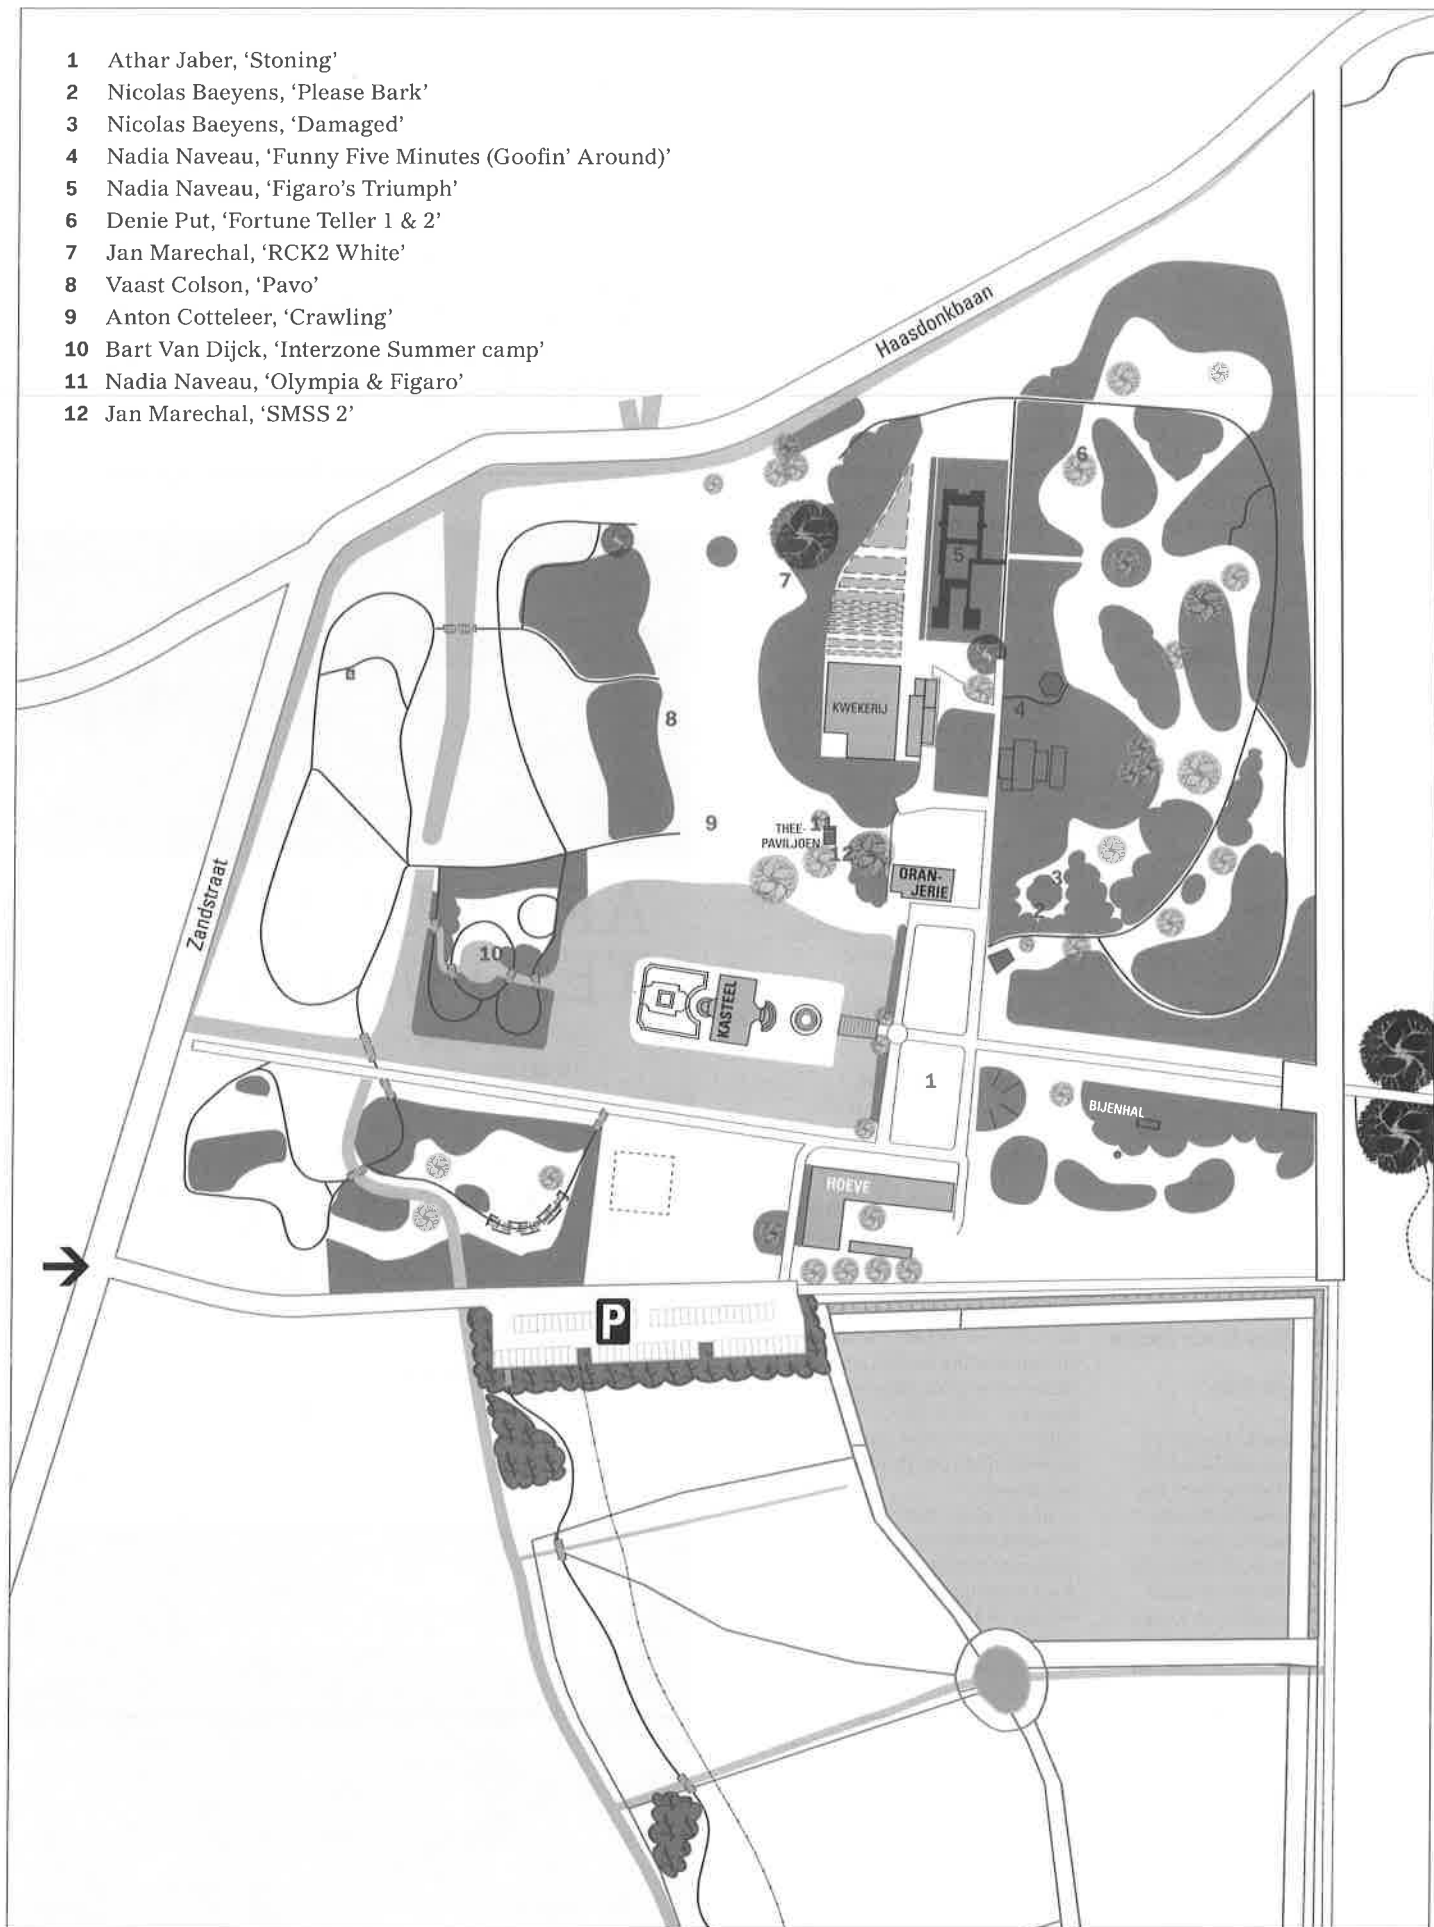 1 Athar Jaber, ‘Stoning’
2 Nicolas Baeyens, ‘Please Bark’
3 Nicolas Baeyens, ‘Damaged’
4 Nadia Naveau, ‘Funny Five Minutes (Goofin’ Around)’
5 Nadia Naveau, ‘Figaro’s Triumph’
6 Denie Put, ‘Fortune Teller 1 & 2’
7 Jan Marechal, ‘RCK2 White’
8 Vaast Colson, ‘Pavo’
9 Anton Cotteleer, ‘Crawling’
10 Bart Van Dijck, ‘Interzone Summer camp’
11 Nadia Naveau, ‘Olympia & Figaro’
12 Jan Marechal, ‘SMSS 2’
Haasdonkbaan
6
5
7
KWEKERIJ
4
8
9
11
THEE-
PAVILJOEN
12
ORAN-
JERIE
3
2
Zandstraat
10
KASTEEL
1
BIJENHAL
HOEVE
P